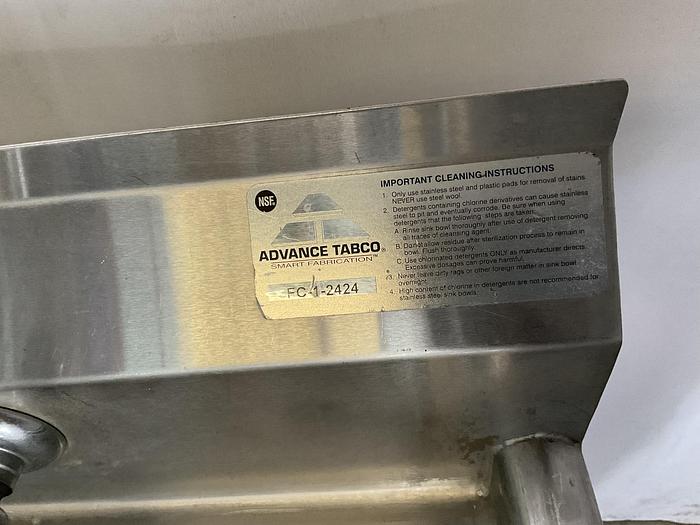 NSF.
ADVANCE TABCO®
SMART FABRICATION™
FC-1-2424
IMPORTANT CLEANING INSTRUCTIONS
1. Only use stainless steel and plastic pads for removal of stains.
NEVER use steel wool.
2. Detergents containing chlorine derivatives can cause stainless
steel to pit and eventually corrode. Be sure when using
detergents that the following steps are taken.
A. Rinse sink bowl thoroughly after use of detergent removing
all traces of cleansing agent.
B. Do not allow residue after sterilization process to remain in
bowl. Flush thoroughly.
C. Use chlorinated detergents ONLY as manufacturer directs.
Excessive dosages can prove harmful.
3. Never leave dirty rags or other foreign matter in sink bowl
overnight.
4. High content of chlorine in detergents are not recommended for
stainless steel sink bowls.